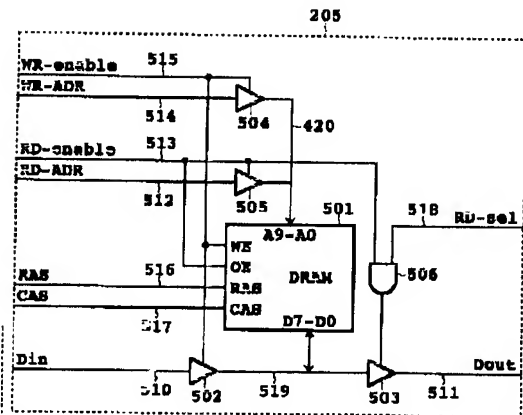 205
WR-enable 515
WR-ADR
514 504 420
RD-enable 513
RD-ADR
512 505 501 518 RD-sel
A9-A0
WE
OE DRAM 506
RAS 516 RAS
CAS CAS
517 D7-D0
Din Dout
510 502 519 503 511